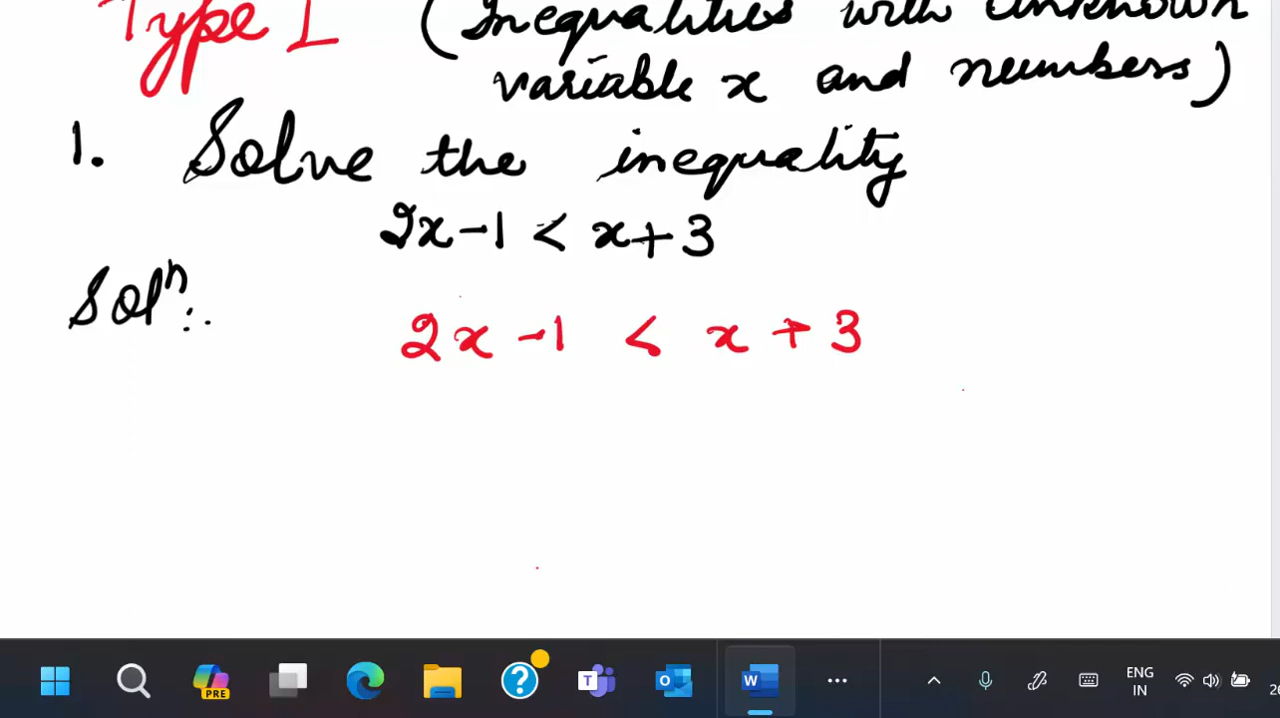 Type I (Inequalities with unknown
variable x and numbers)
1. Solve the inequality
2x-1 < x+3
Solⁿ:.
2x -1 < x + 3
PRE
ENG
IN